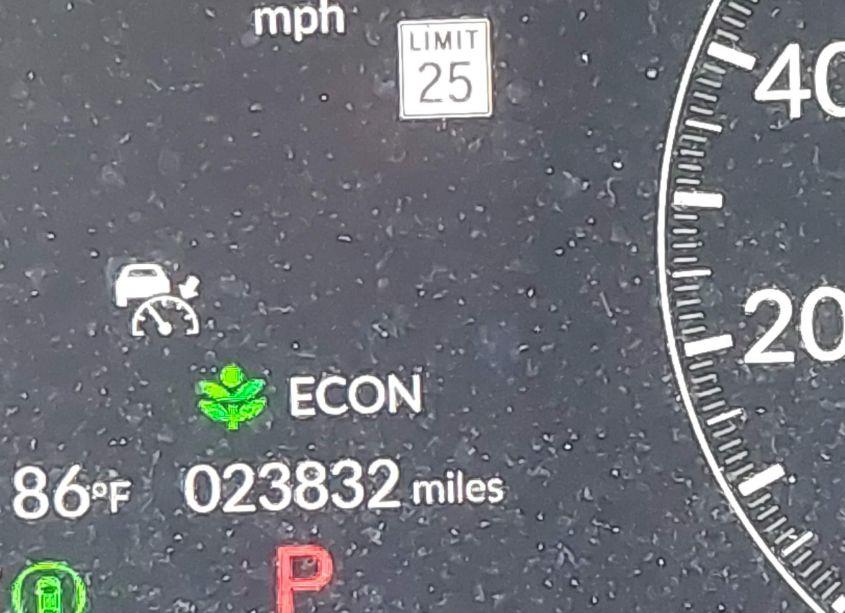 mph
LIMIT
25
40
20
ECON
86°F 023832 miles
P